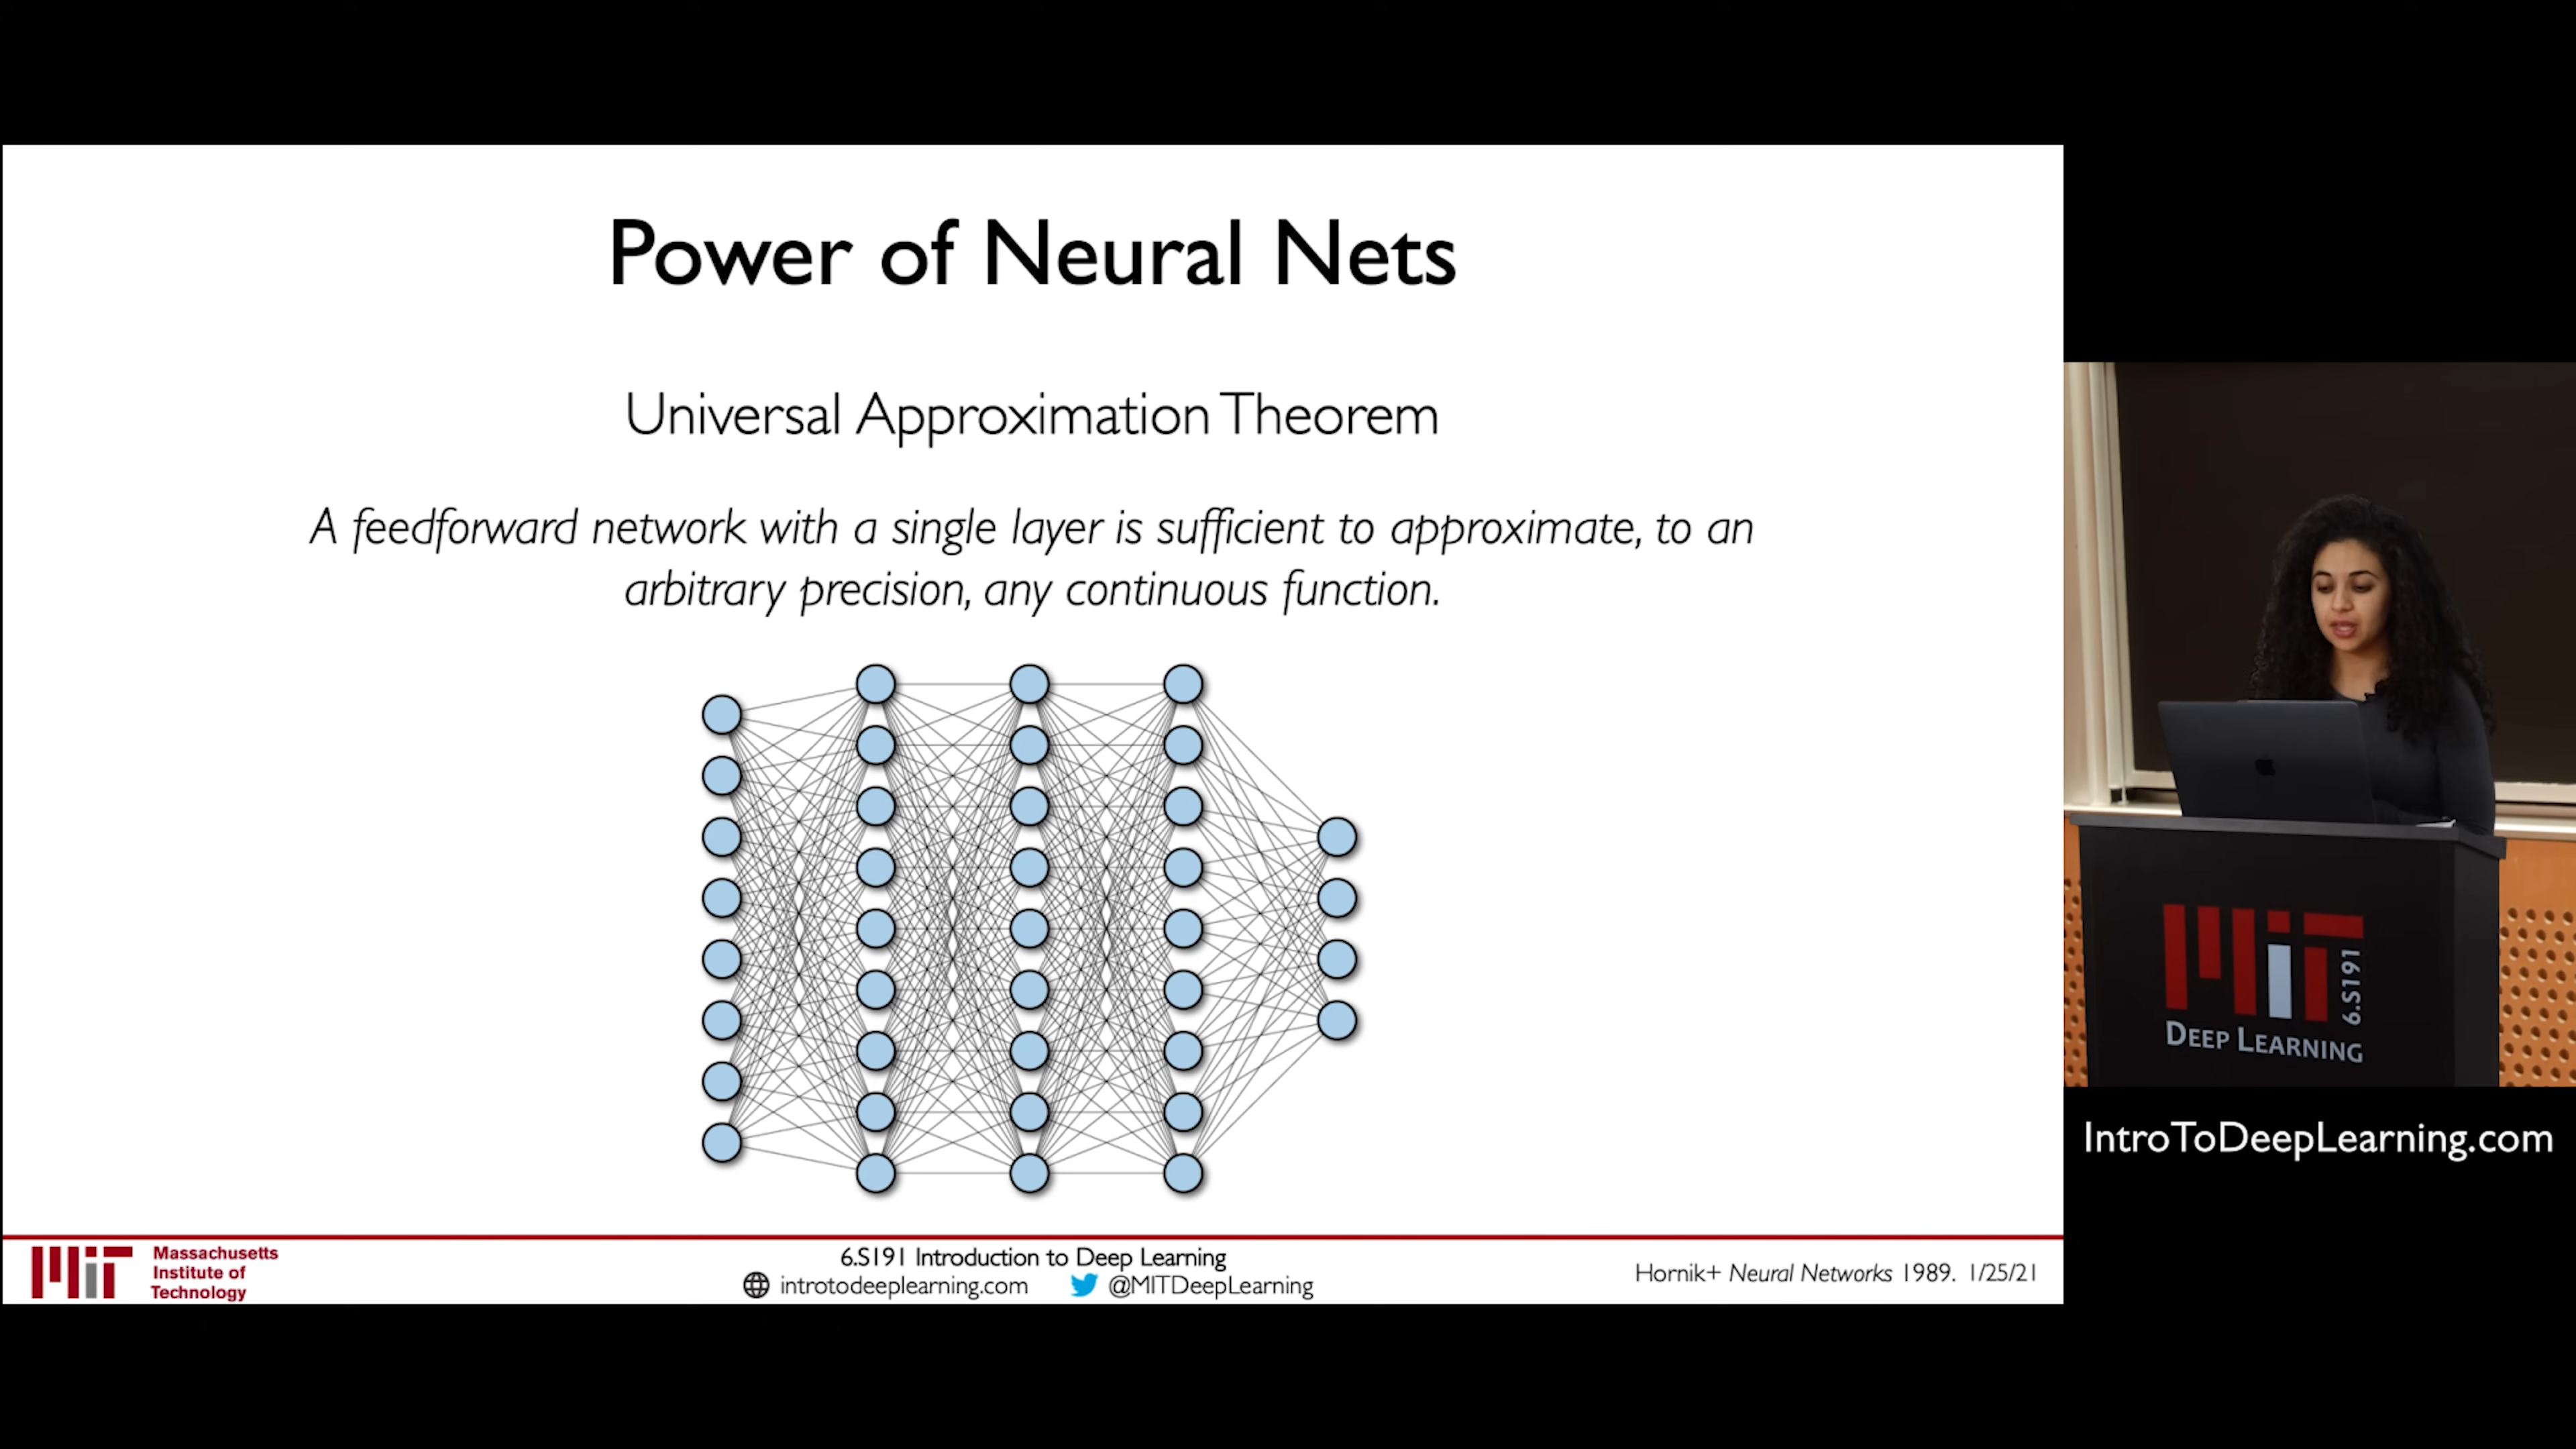 Power of Neural Nets
Universal Approximation Theorem
A feedforward network with a single layer is sufficient to approximate, to an
arbitrary precision, any continuous function.
MIT
6.S191
DEEP LEARNING
IntroToDeepLearning.com
MIT
Massachusetts
Institute of
Technology
6.S191 Introduction to Deep Learning
introtodeeplearning.com @MITDeepLearning
Hornik+ Neural Networks 1989. 1/25/21